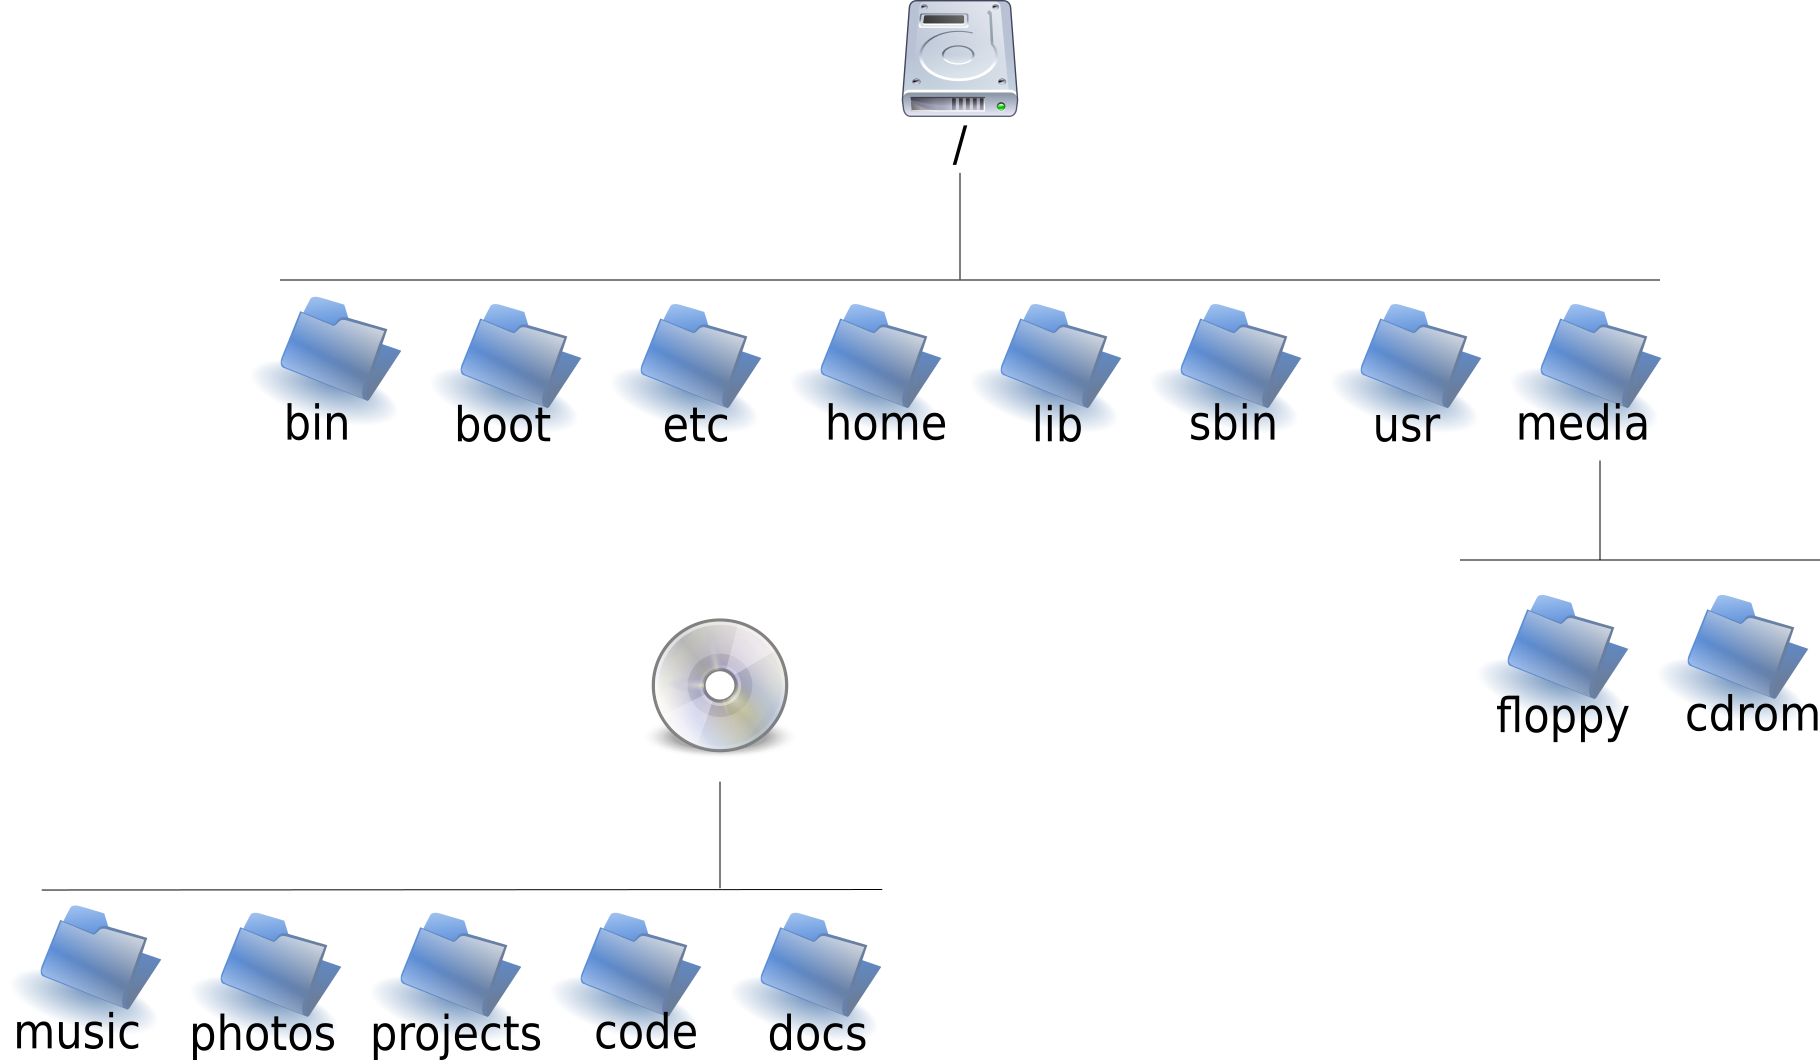 /
bin boot etc home lib sbin usr media
floppy cdrom
music photos projects code docs